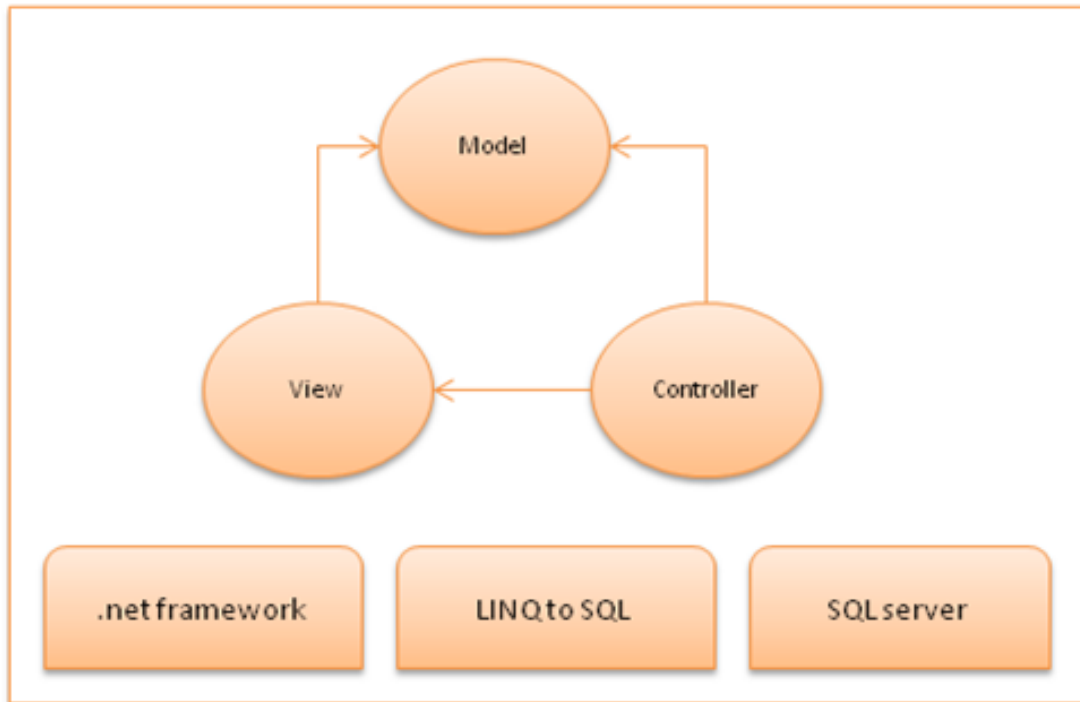 Model
View
Controller
.net framework
LINQ to SQL
SQL server